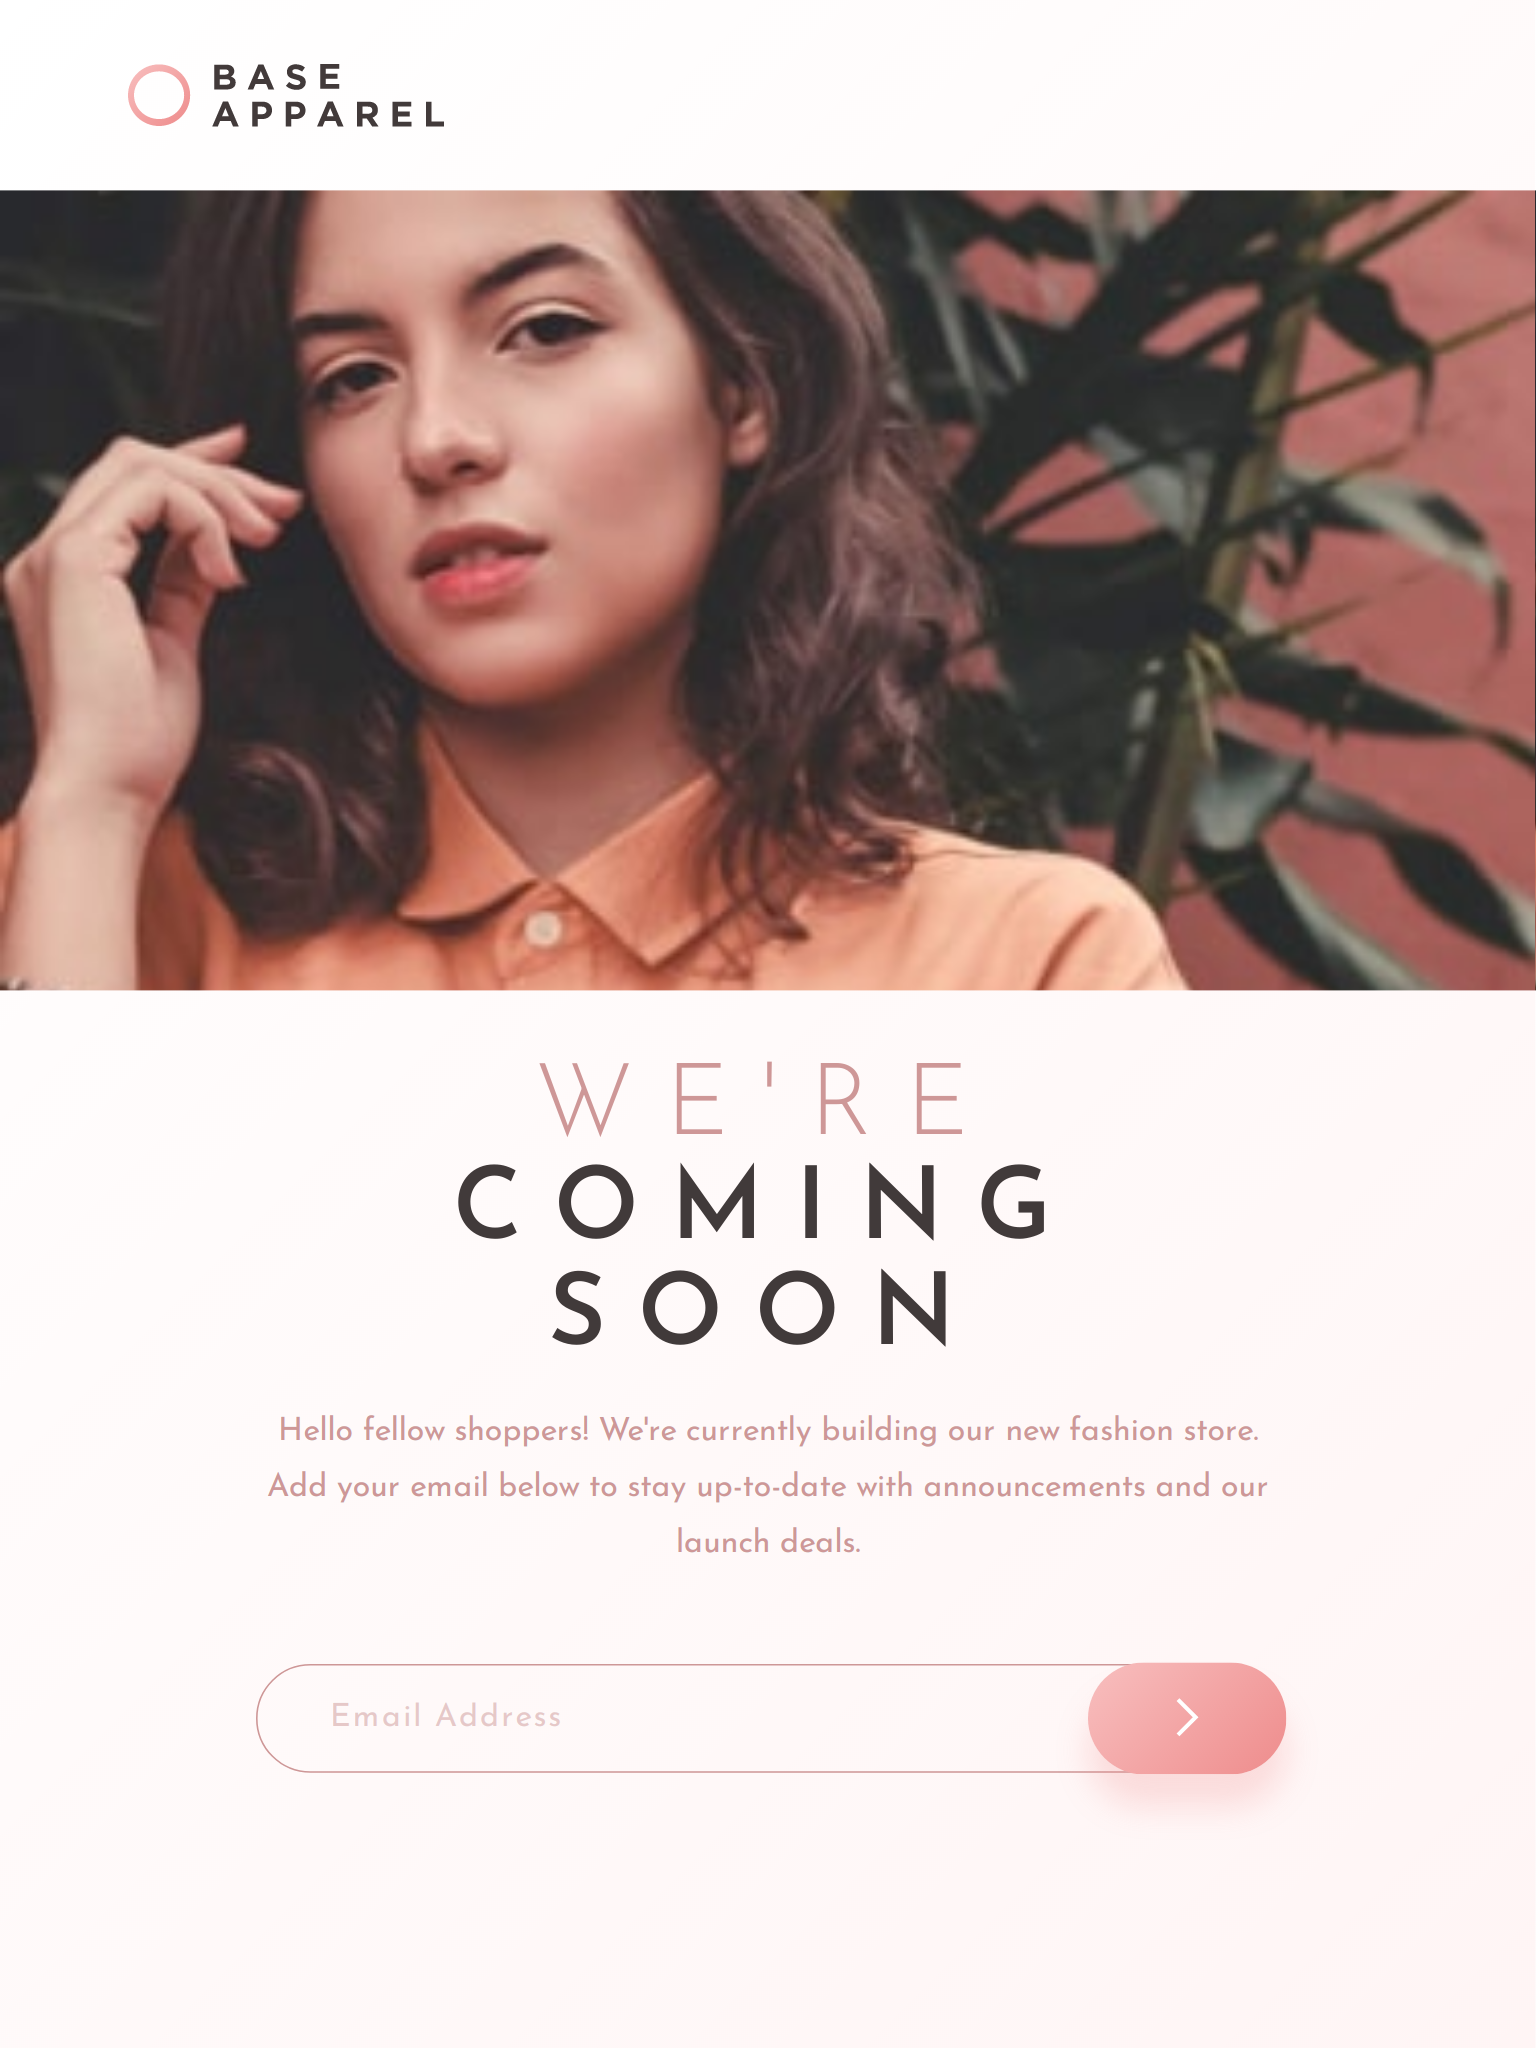 BASE
APPAREL
WE'RE
COMING
SOON
Hello fellow shoppers! We're currently building our new fashion store.
Add your email below to stay up-to-date with announcements and our
launch deals.
Email Address